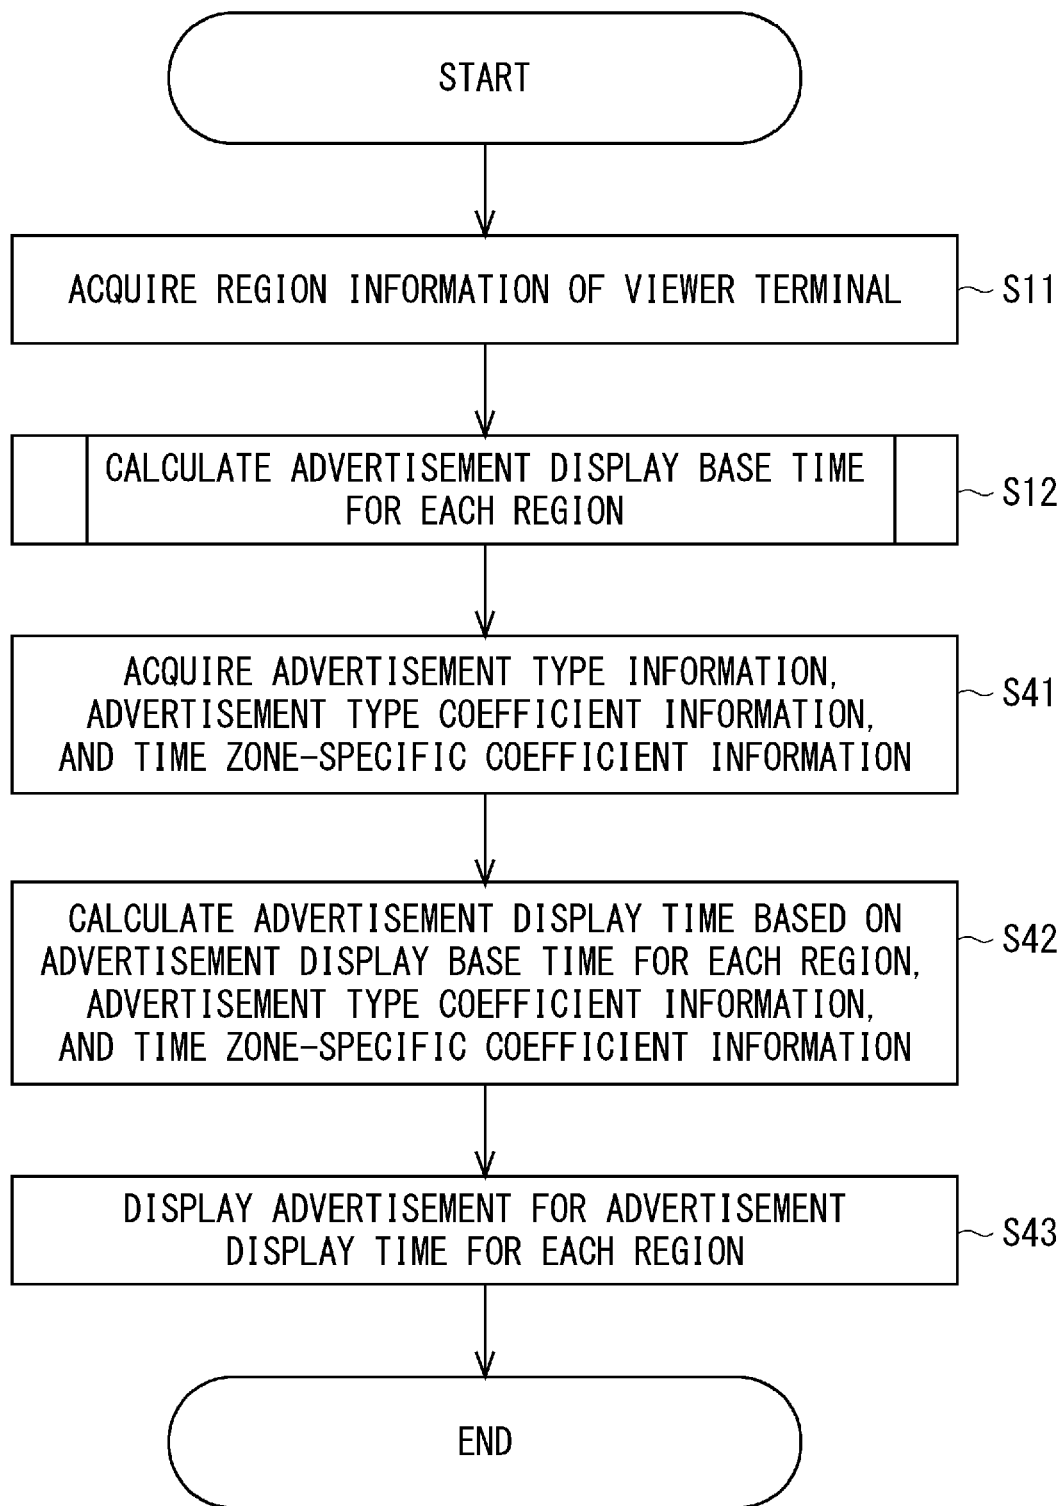 START
ACQUIRE REGION INFORMATION OF VIEWER TERMINAL
S11
CALCULATE ADVERTISEMENT DISPLAY BASE TIME
FOR EACH REGION
S12
ACQUIRE ADVERTISEMENT TYPE INFORMATION,
ADVERTISEMENT TYPE COEFFICIENT INFORMATION,
AND TIME ZONE-SPECIFIC COEFFICIENT INFORMATION
S41
CALCULATE ADVERTISEMENT DISPLAY TIME BASED ON
ADVERTISEMENT DISPLAY BASE TIME FOR EACH REGION,
ADVERTISEMENT TYPE COEFFICIENT INFORMATION,
AND TIME ZONE-SPECIFIC COEFFICIENT INFORMATION
S42
DISPLAY ADVERTISEMENT FOR ADVERTISEMENT
DISPLAY TIME FOR EACH REGION
S43
END